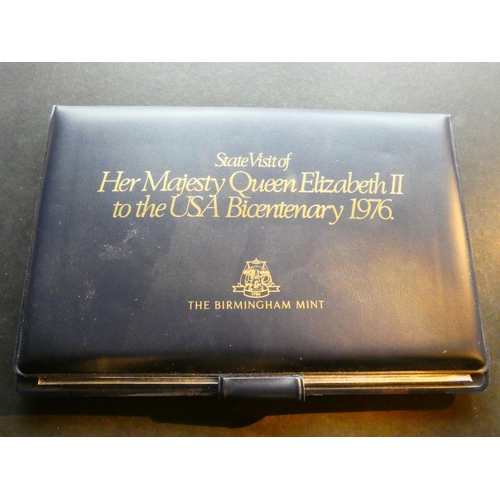 State Visit of
Her Majesty Queen Elizabeth II
to the USA Bicentenary 1976.
THE BIRMINGHAM MINT